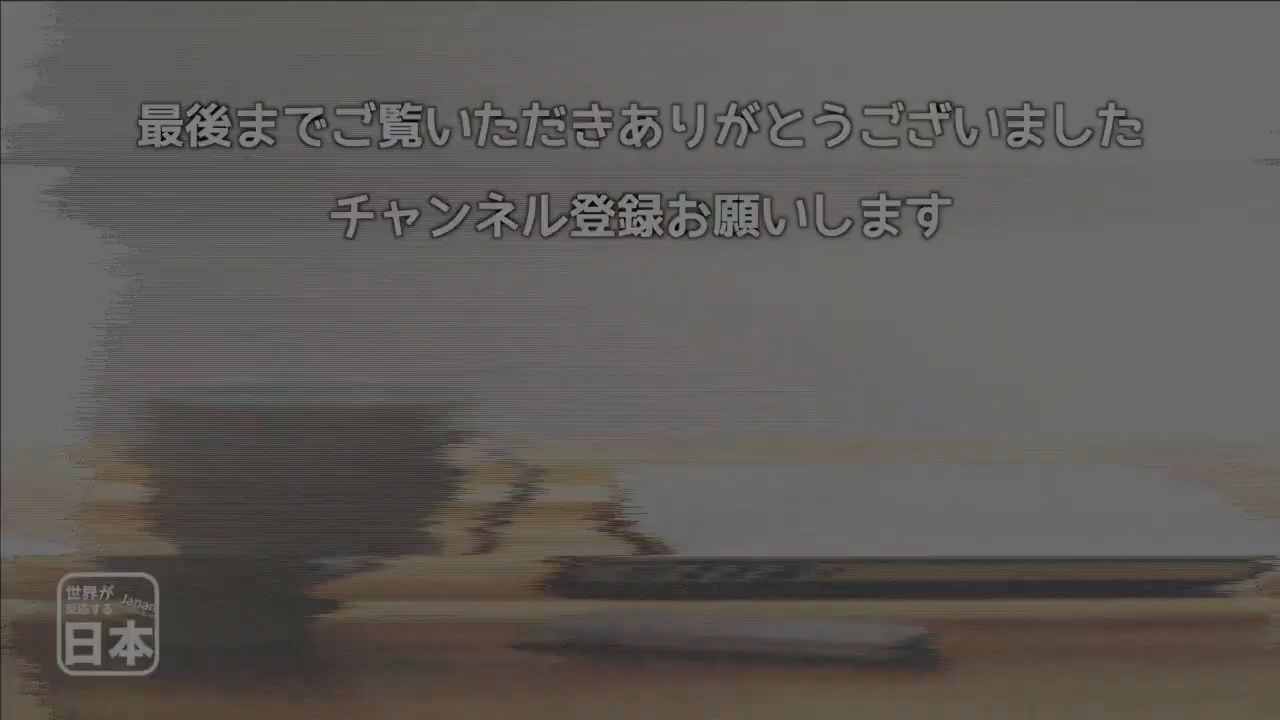 最後までご覧いただきありがとうございました
チャンネル登録お願いします
世界が
反応する
Japan
日本